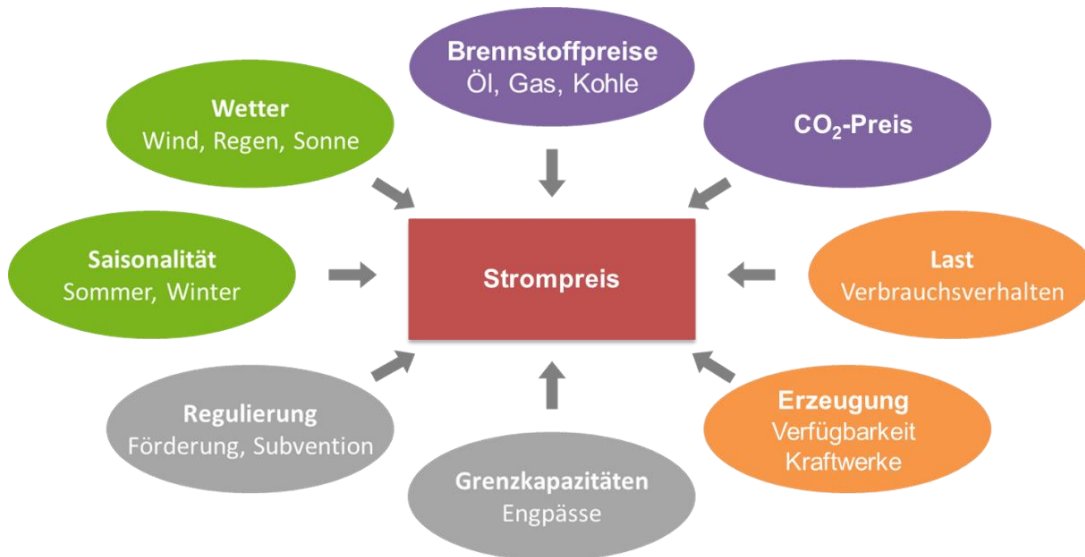 Brennstoffpreise
Öl, Gas, Kohle
Wetter
Wind, Regen, Sonne
CO₂-Preis
Saisonalität
Sommer, Winter
Strompreis
Last
Verbrauchsverhalten
Regulierung
Förderung, Subvention
Erzeugung
Verfügbarkeit
Kraftwerke
Grenzkapazitäten
Engpässe